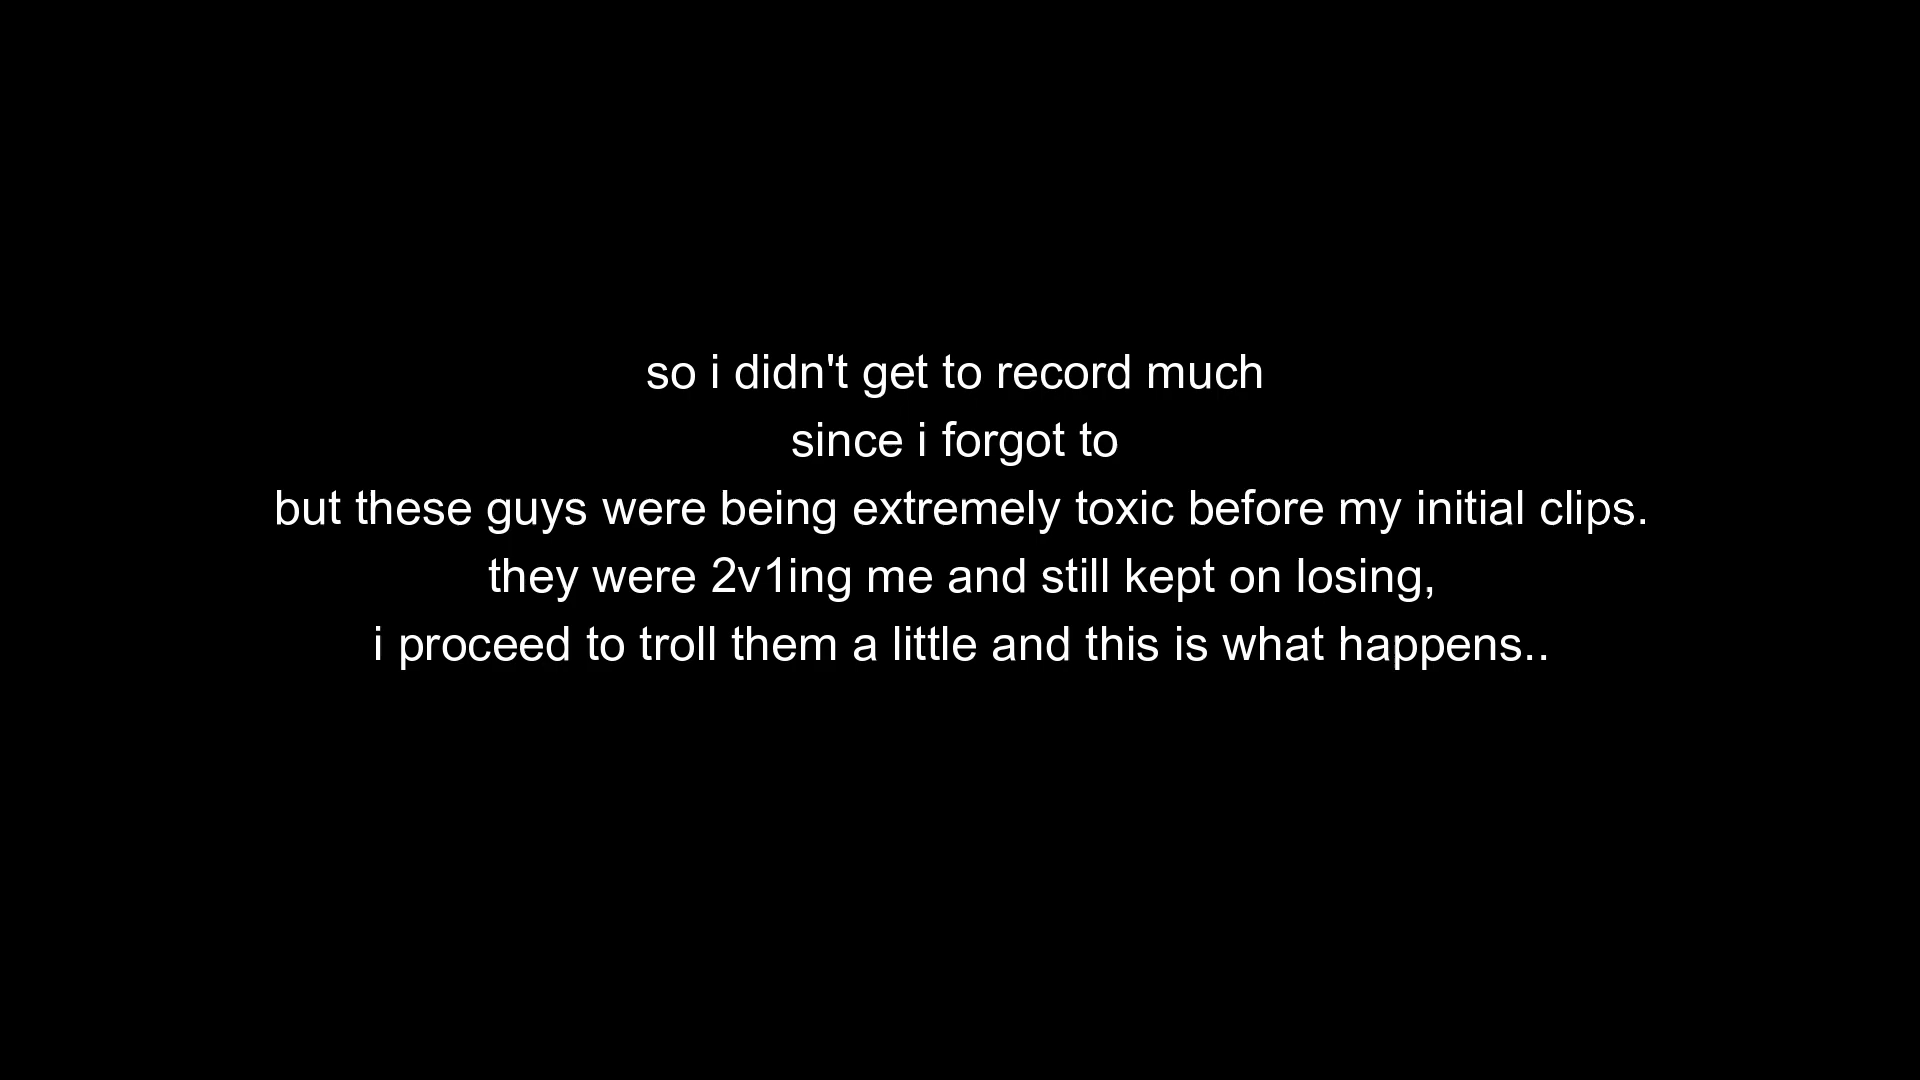 so i didn't get to record much
since i forgot to
but these guys were being extremely toxic before my initial clips.
they were 2v1ing me and still kept on losing,
i proceed to troll them a little and this is what happens..